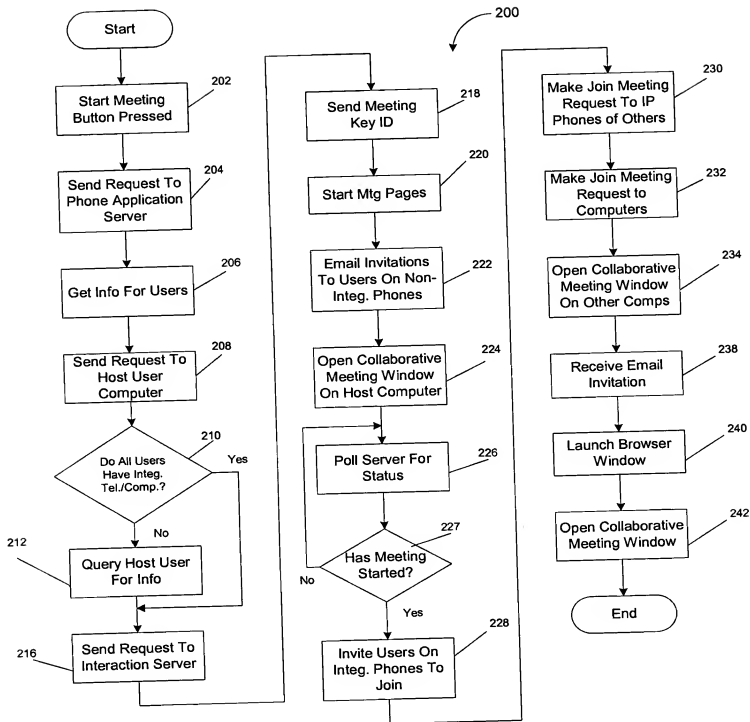 200
Start
202
Start Meeting
Button Pressed
204
Send Request To
Phone Application
Server
206
Get Info For Users
208
Send Request To
Host User
Computer
210
Do All Users
Have Integ.
Tel./Comp.?
Yes
No
212
Query Host User
For Info
216
Send Request To
Interaction Server
218
Send Meeting
Key ID
220
Start Mtg Pages
222
Email Invitations
To Users On Non-
Integ. Phones
224
Open Collaborative
Meeting Window
On Host Computer
226
Poll Server For
Status
227
Has Meeting
Started?
No
Yes
228
Invite Users On
Integ. Phones To
Join
230
Make Join Meeting
Request To IP
Phones of Others
232
Make Join Meeting
Request to
Computers
234
Open Collaborative
Meeting Window
On Other Comps
238
Receive Email
Invitation
240
Launch Browser
Window
242
Open Collaborative
Meeting Window
End